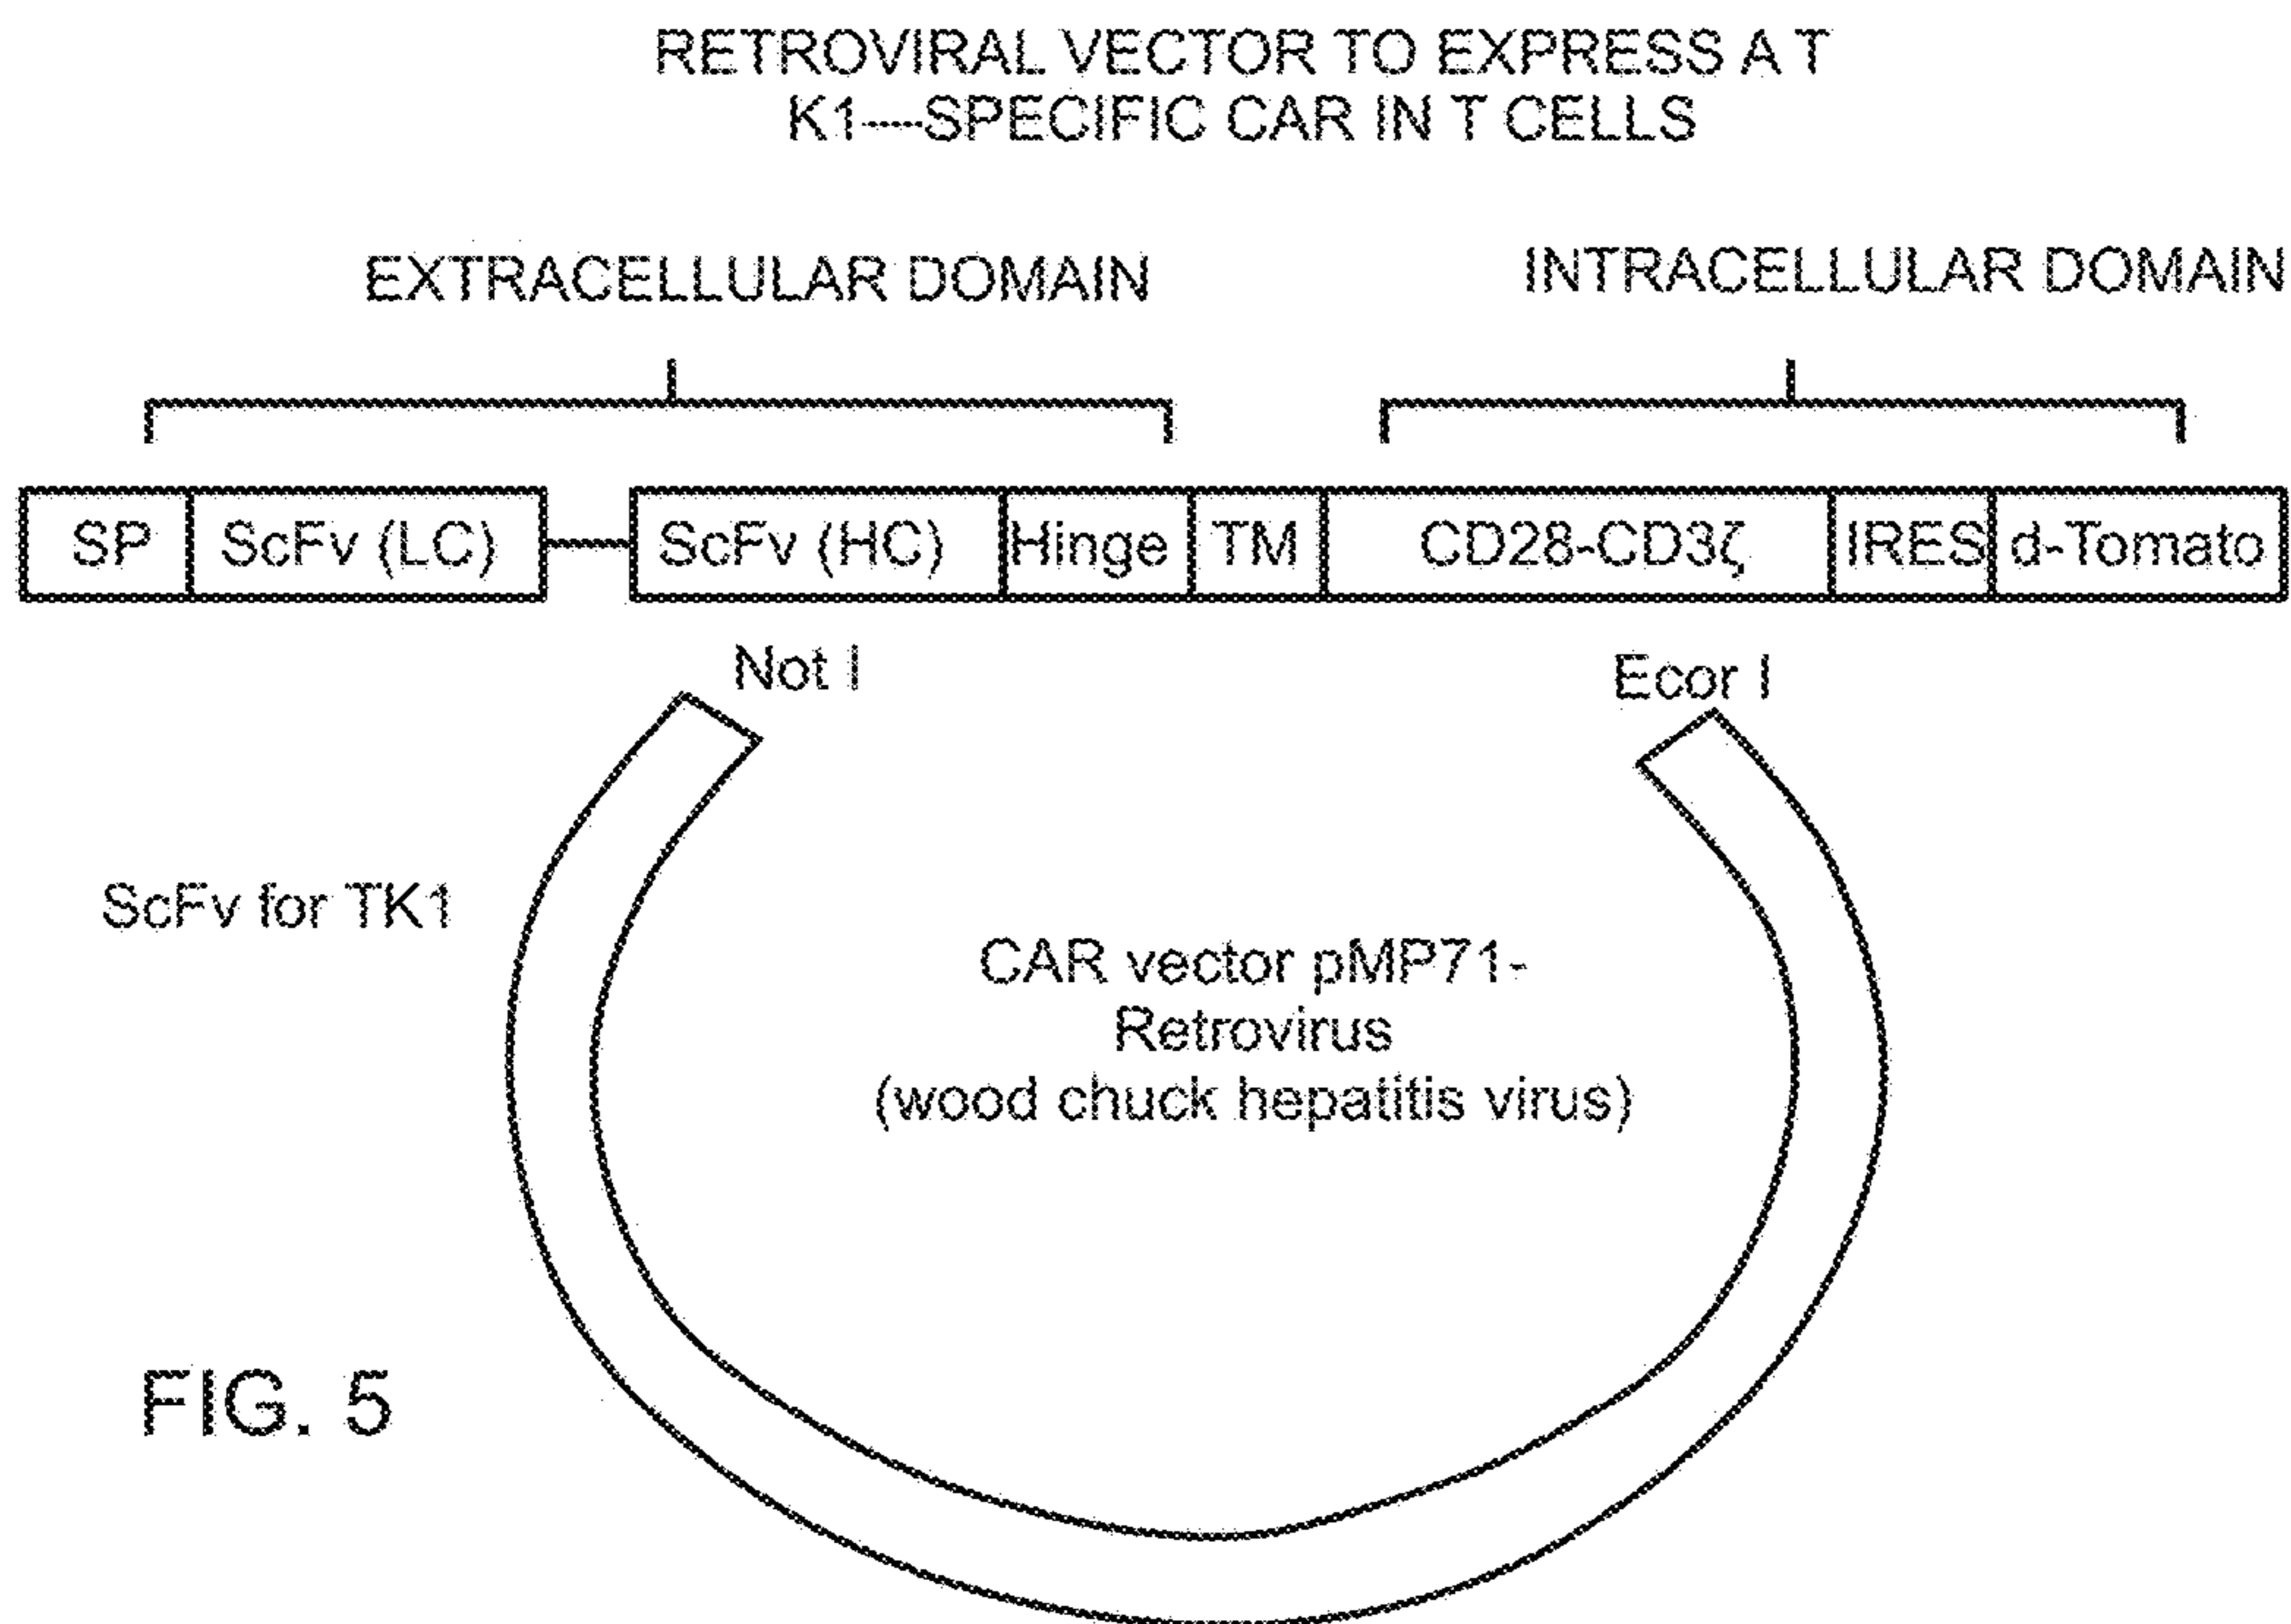 RETROVIRAL VECTOR TO EXPRESS A T
K1----SPECIFIC CAR IN T CELLS
EXTRACELLULAR DOMAIN
INTRACELLULAR DOMAIN
SP
ScFv (LC)
ScFv (HC)
Hinge
TM
CD28-CD3ζ
IRES
d-Tomato
Not I
Ecor I
ScFv for TK1
CAR vector pMP71-
Retrovirus
(wood chuck hepatitis virus)
FIG. 5